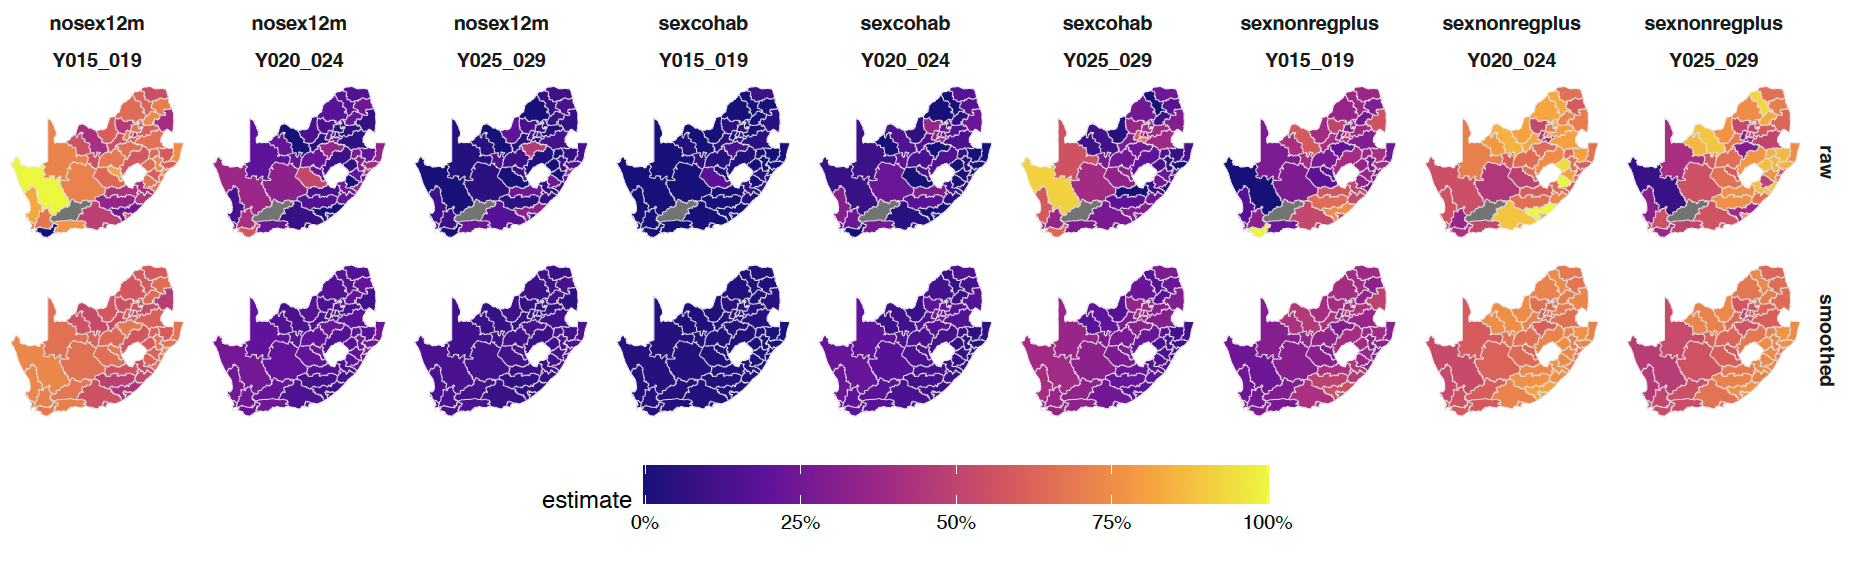 nosex12m nosex12m nosex12m sexcohab sexcohab sexcohab sexnonregplus sexnonregplus sexnonregplus
Y015_019 Y020_024 Y025_029 Y015_019 Y020_024 Y025_029 Y015_019 Y020_024 Y025_029
raw
smoothed
estimate
0% 25% 50% 75% 100%